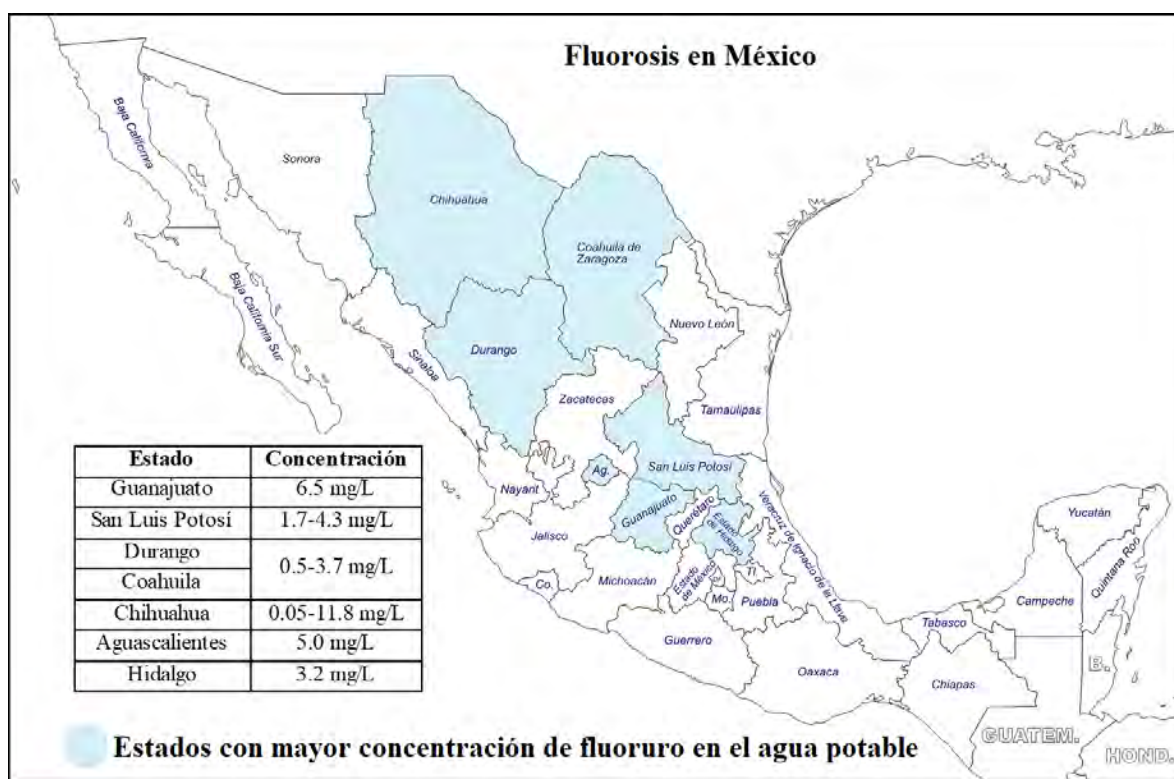 Fluorosis en México
Baja California
Sonora
Chihuahua
Coahuila de
Zaragoza
Baja California Sur
Sinaloa
Durango
Nuevo León
Zacatecas
Tamaulipas
Ag.
San Luis Potosí
Nayarit
Guanajuato
Querétaro
Estado
de Hidalgo
Veracruz de Ignacio de la Llave
Yucatán
Quintana Roo
Jalisco
Co.
Michoacán
Estado
de México
Tl.
Mo.
Puebla
Campeche
Tabasco
Guerrero
Oaxaca
Chiapas
B.
GUATEM.
HOND.
Estado Concentración
Guanajuato 6.5 mg/L
San Luis Potosí 1.7-4.3 mg/L
Durango
0.5-3.7 mg/L
Coahuila
Chihuahua 0.05-11.8 mg/L
Aguascalientes 5.0 mg/L
Hidalgo 3.2 mg/L
Estados con mayor concentración de fluoruro en el agua potable